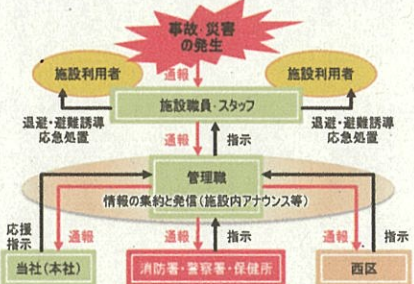 事故・災害
の発生
通報
施設利用者
施設利用者
施設職員・スタッフ
退避・避難誘導
応急処置
通報
指示
退避・避難誘導
応急処置
管理職
情報の集約と発信(施設内アナウンス等)
応援
指示
通報
通報
指示
通報
指示
当社(本社)
消防署・警察署・保健所
西区